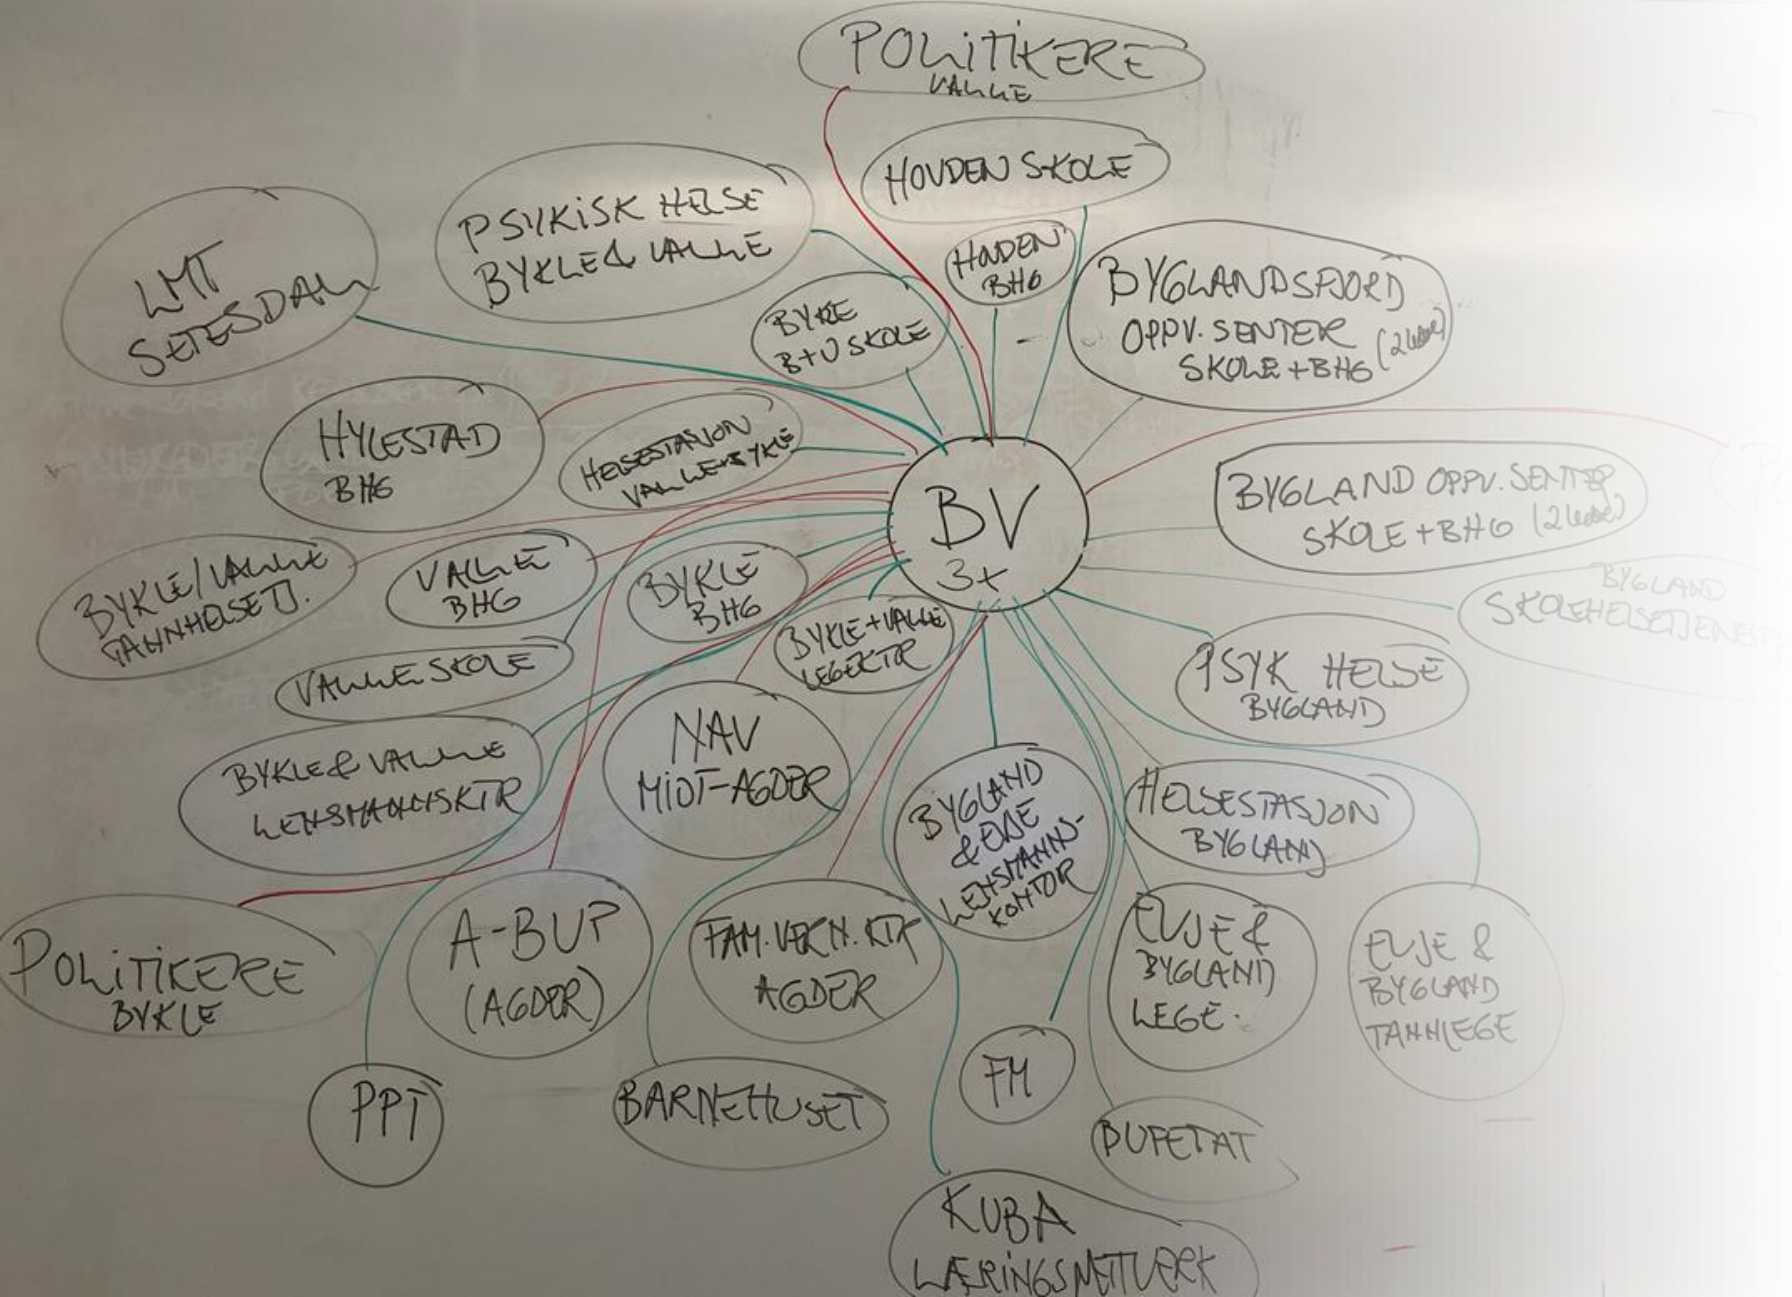 POLITIKERE
VALLE
HOVDEN SKOLE
PSYKISK HELSE
BYKLE & VALLE
LMT
SETESDAL
HOVDEN
BHG
BYGLANDSFJORD
OPPV. SENTER
SKOLE + BHG
BYKLE
B+U SKOLE
HYLESTAD
BHG
HELSESTASJON
VALLE + BYKLE
BV
3+
BYGLAND OPPV. SENTER
SKOLE + BHG
BYKLE/VALLE
TANNHELSETJ.
VALLE
BHG
BYKLE
BHG
BYKLE + VALLE
LEGEKTR
BYGLAND
SKOLEHELSETJENEST
VALLE SKOLE
PSYK HELSE
BYGLAND
NAV
MIDT-AGDER
BYKLE & VALLE
LENSMANNSKTR
BYGLAND
& EVJE
LENSMANNS-
KONTOR
HELSESTASJON
BYGLAND
POLITIKERE
BYKLE
A-BUP
(AGDER)
FAM. VERN. KTR
AGDER
EVJE &
BYGLAND
LEGE.
EVJE &
BYGLAND
TANNLEGE
PPT
BARNEHUSET
FM
BUFETAT
KUBA
LÆRINGSNETTVERK